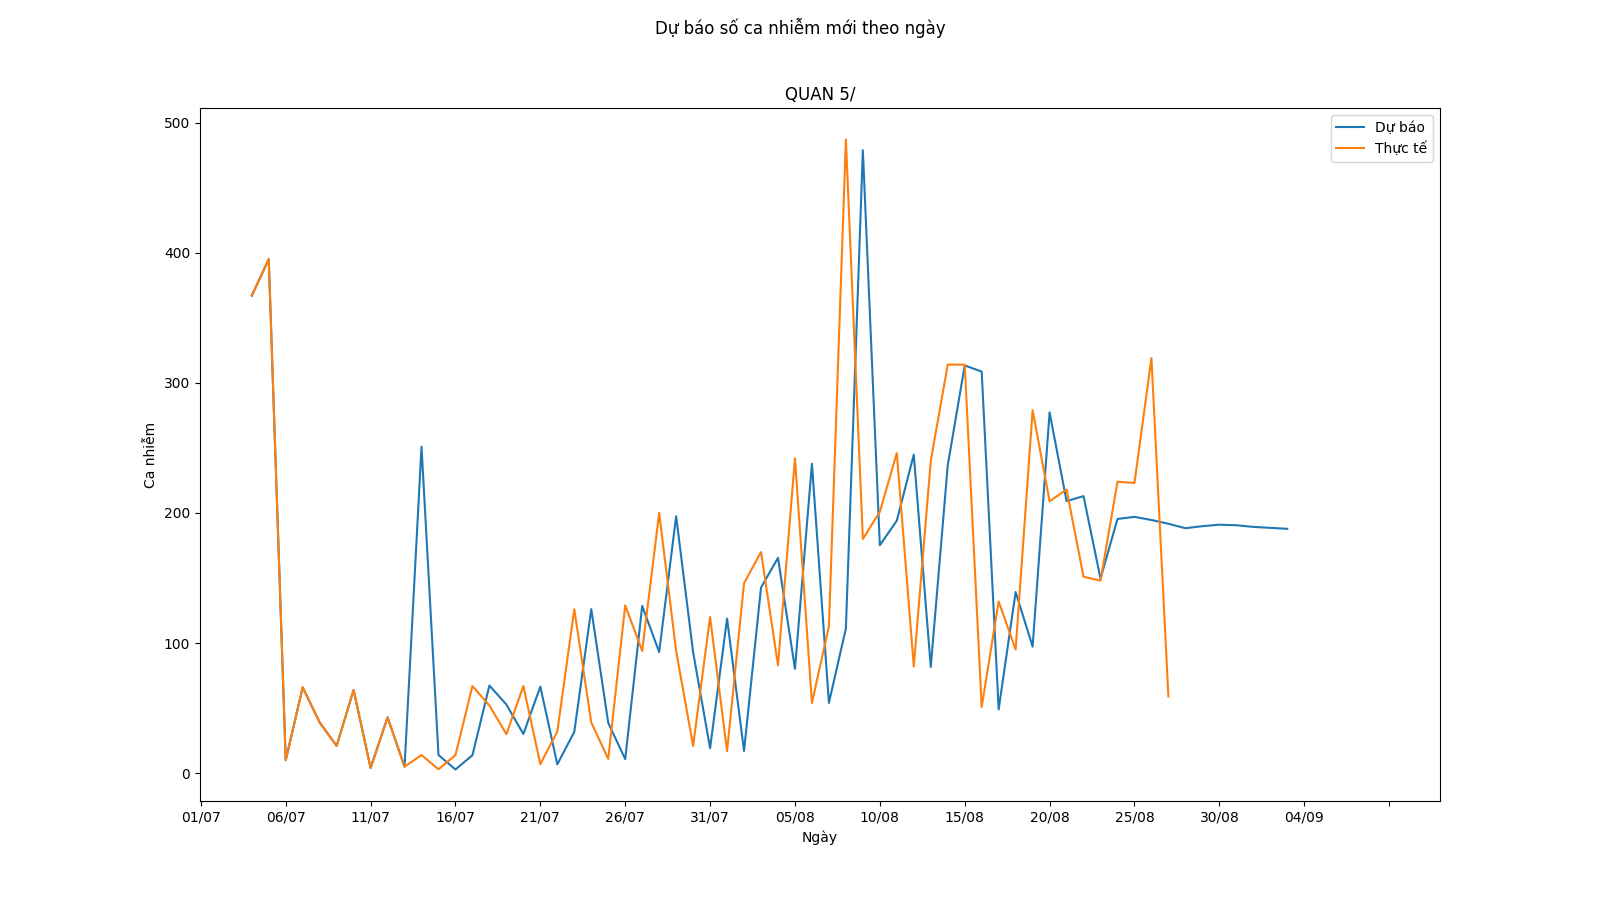 Dự báo số ca nhiễm mới theo ngày
QUAN 5/
Dự báo
Thực tế
Ca nhiễm
500
400
300
200
100
0
01/07 06/07 11/07 16/07 21/07 26/07 31/07 05/08 10/08 15/08 20/08 25/08 30/08 04/09
Ngày